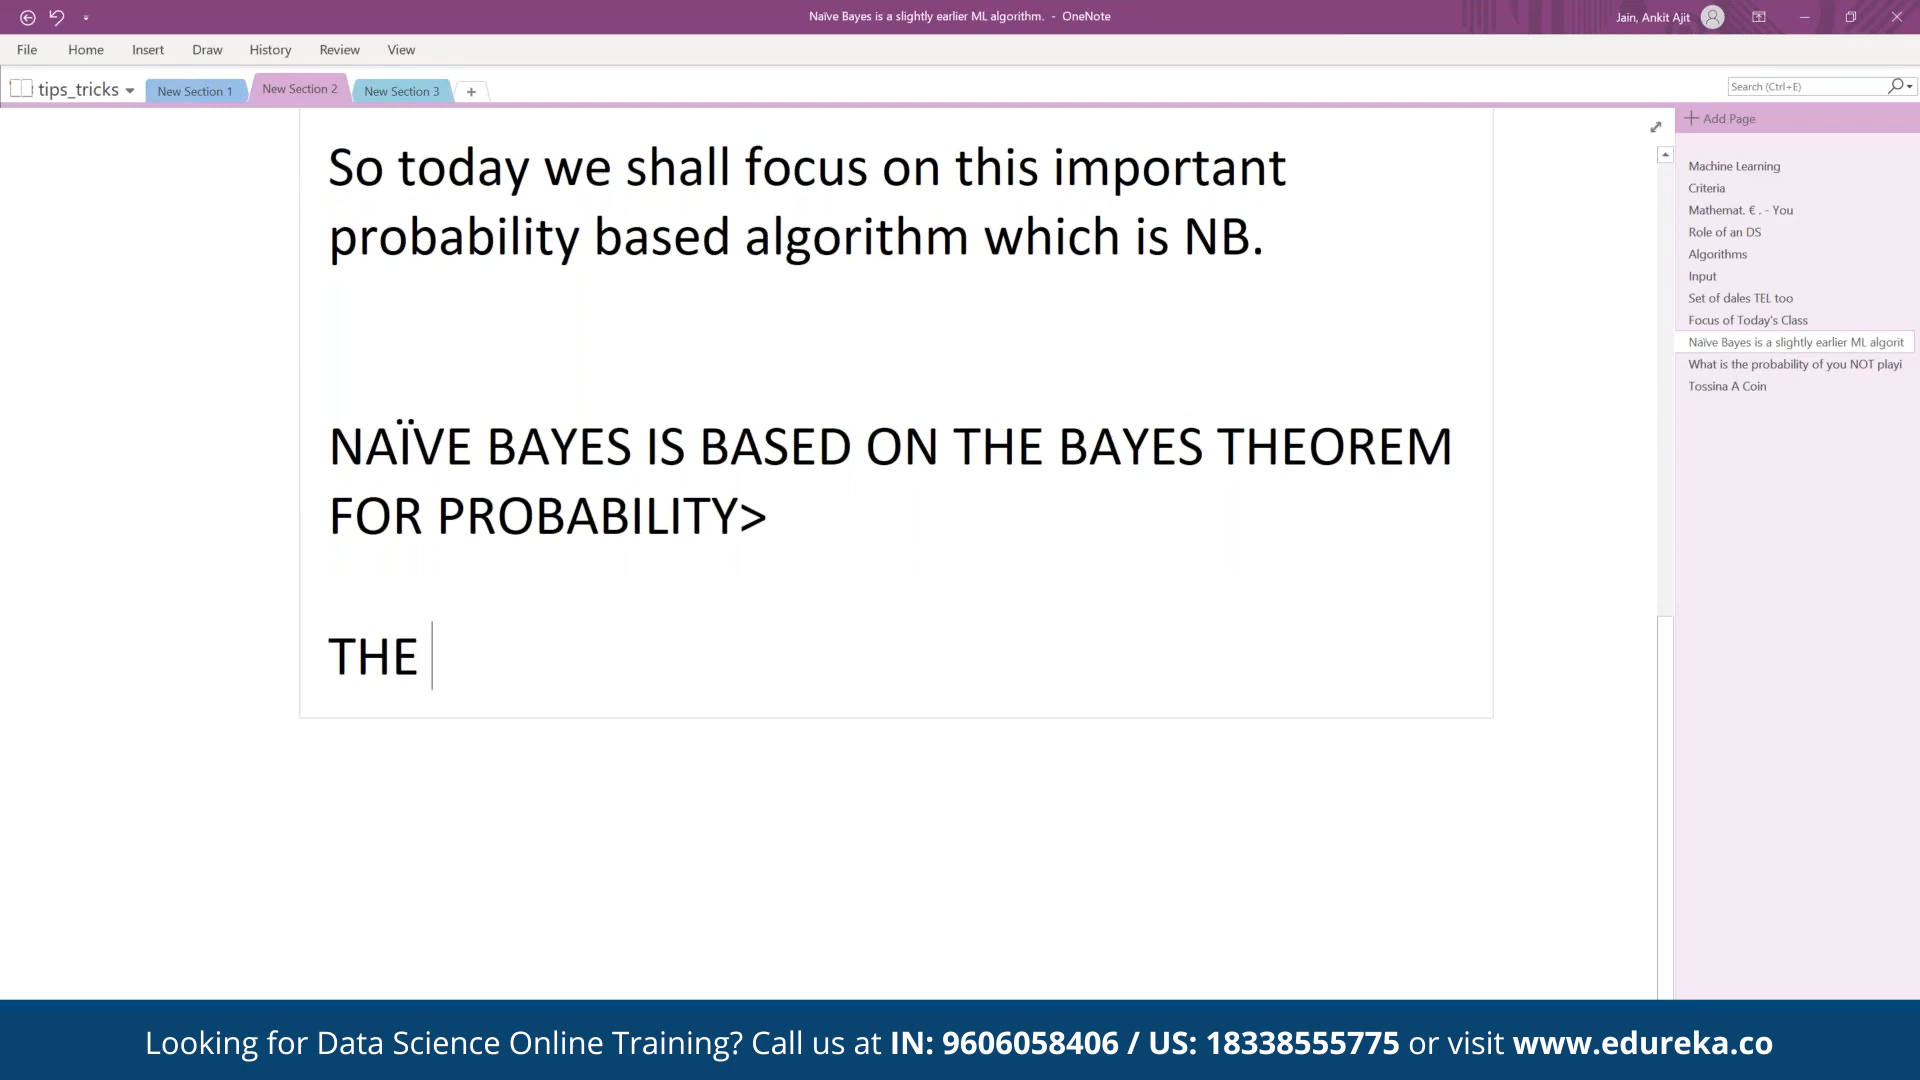 Naïve Bayes is a slightly earlier ML algorithm. - OneNote
Jain, Ankit Ajit
File Home Insert Draw History Review View
tips_tricks New Section 1 New Section 2 New Section 3 +
Search (Ctrl+E)
Add Page
So today we shall focus on this important
probability based algorithm which is NB.
NAÏVE BAYES IS BASED ON THE BAYES THEOREM
FOR PROBABILITY>
THE
Machine Learning
Criteria
Mathemat. € . - You
Role of an DS
Algorithms
Input
Set of dales TEL too
Focus of Today's Class
Naïve Bayes is a slightly earlier ML algorit
What is the probability of you NOT playi
Tossina A Coin
Looking for Data Science Online Training? Call us at IN: 9606058406 / US: 18338555775 or visit www.edureka.co